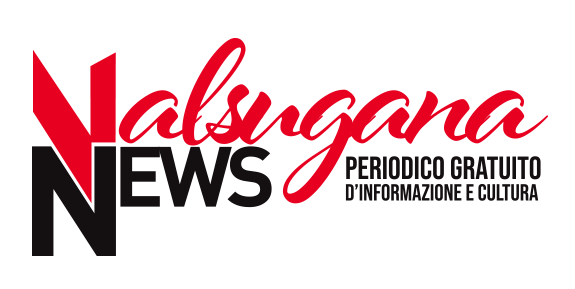 Valsugana
NEWS
PERIODICO GRATUITO
D'INFORMAZIONE E CULTURA